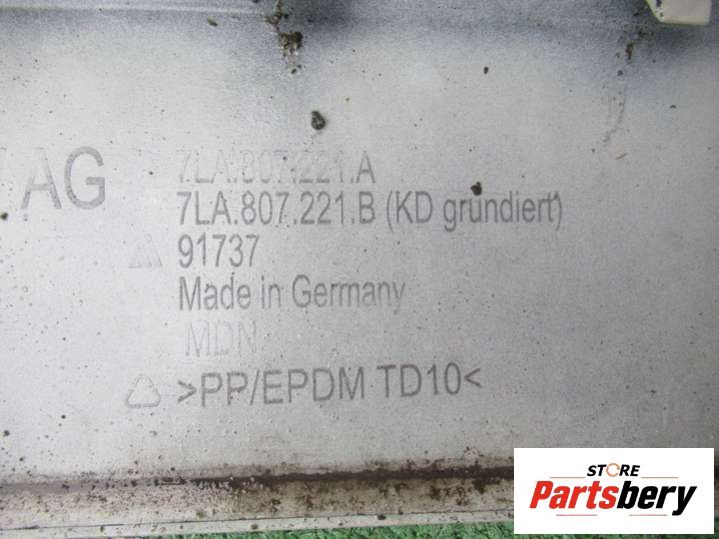 AG
7LA.807.221.A
7LA.807.221.B (KD grundiert)
91737
Made in Germany
MDN
>PP/EPDM TD10<
STORE
Partsbery